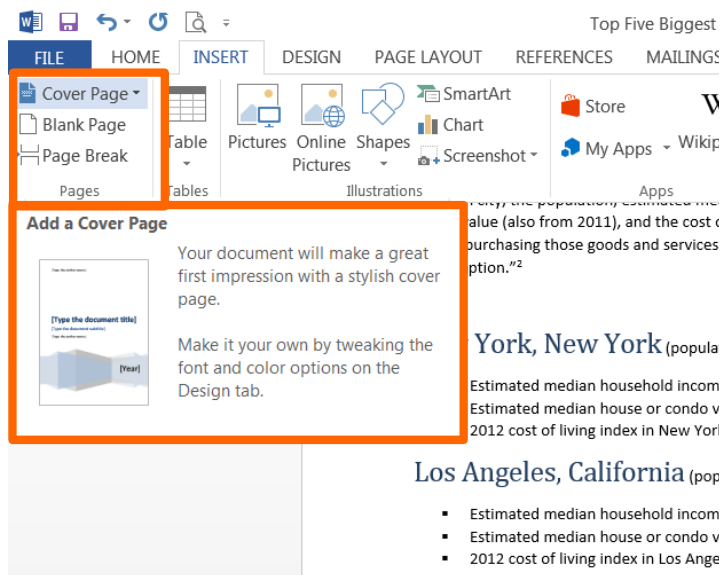 Top Five Biggest
FILE HOME INSERT DESIGN PAGE LAYOUT REFERENCES MAILINGS
Cover Page
Blank Page
Page Break
Pages
Table
Tables
Pictures Online Pictures Shapes
SmartArt
Chart
Screenshot
Illustrations
Store
My Apps
W
Wikip
Apps
alue (also from 2011), and the cost
purchasing those goods and services
ption."2
Add a Cover Page
Your document will make a great
first impression with a stylish cover
page.
Make it your own by tweaking the
font and color options on the
Design tab.
[Type the document title]
[Year]
York, New York (popula
Estimated median household incom
Estimated median house or condo v
2012 cost of living index in New Yor
Los Angeles, California (pop
▪ Estimated median household incom
▪ Estimated median house or condo v
▪ 2012 cost of living index in Los Ange